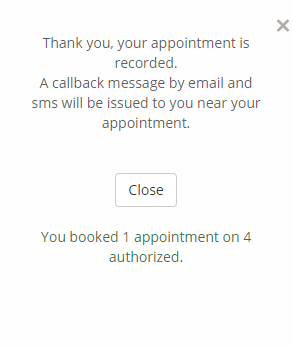 ×
Thank you, your appointment is
recorded.
A callback message by email and
sms will be issued to you near your
appointment.
Close
You booked 1 appointment on 4
authorized.